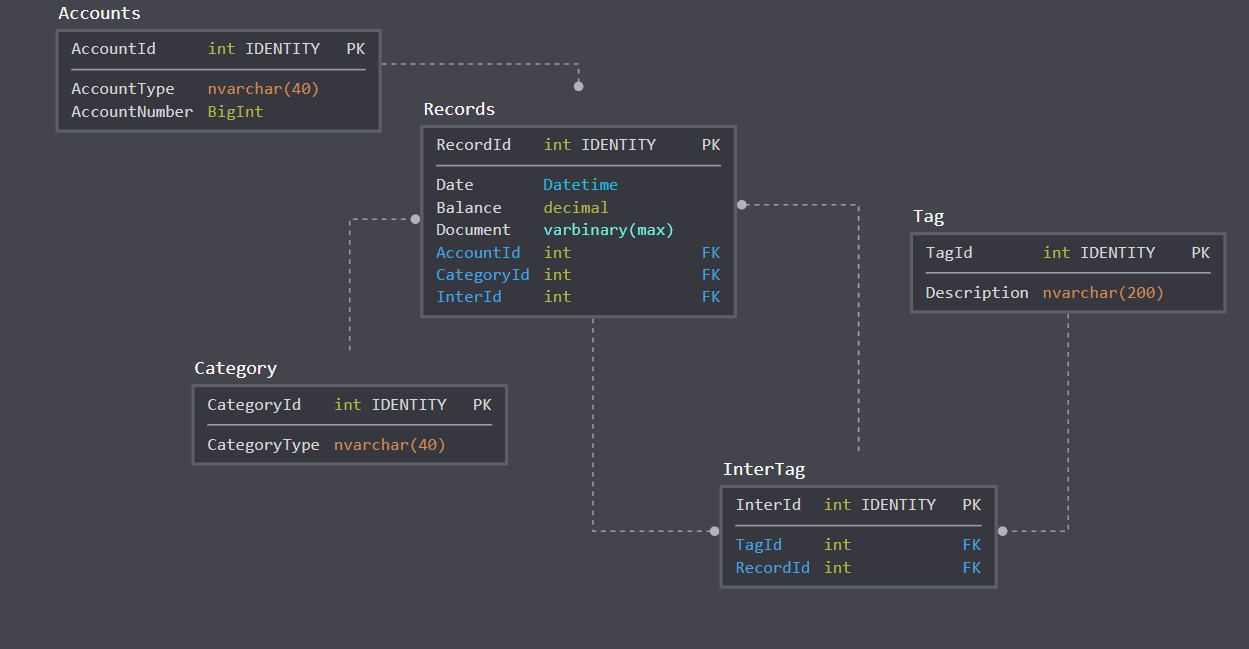 Accounts
AccountId int IDENTITY PK
AccountType nvarchar(40)
AccountNumber BigInt
Records
RecordId int IDENTITY PK
Date Datetime
Balance decimal
Document varbinary(max)
AccountId int FK
CategoryId int FK
InterId int FK
Tag
TagId int IDENTITY PK
Description nvarchar(200)
Category
CategoryId int IDENTITY PK
CategoryType nvarchar(40)
InterTag
InterId int IDENTITY PK
TagId int FK
RecordId int FK